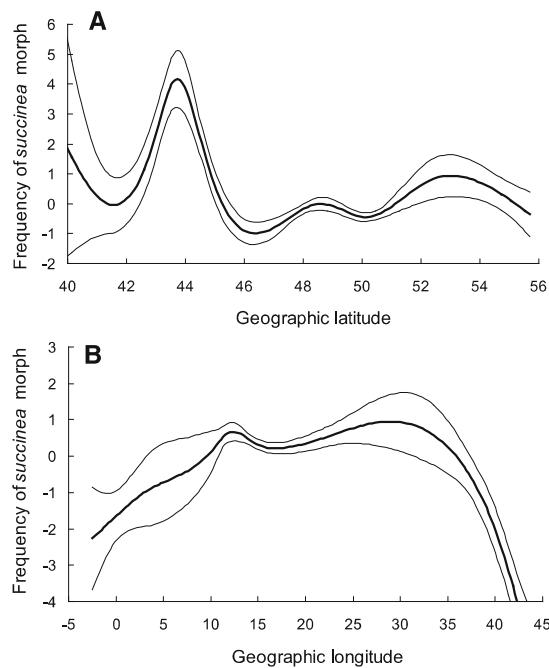 A
Frequency of succinea morph
6
5
4
3
2
1
0
-1
-2
40 42 44 46 48 50 52 54 56
Geographic latitude
B
Frequency of succinea morph
3
2
1
0
-1
-2
-3
-4
-5 0 5 10 15 20 25 30 35 40 45
Geographic longitude